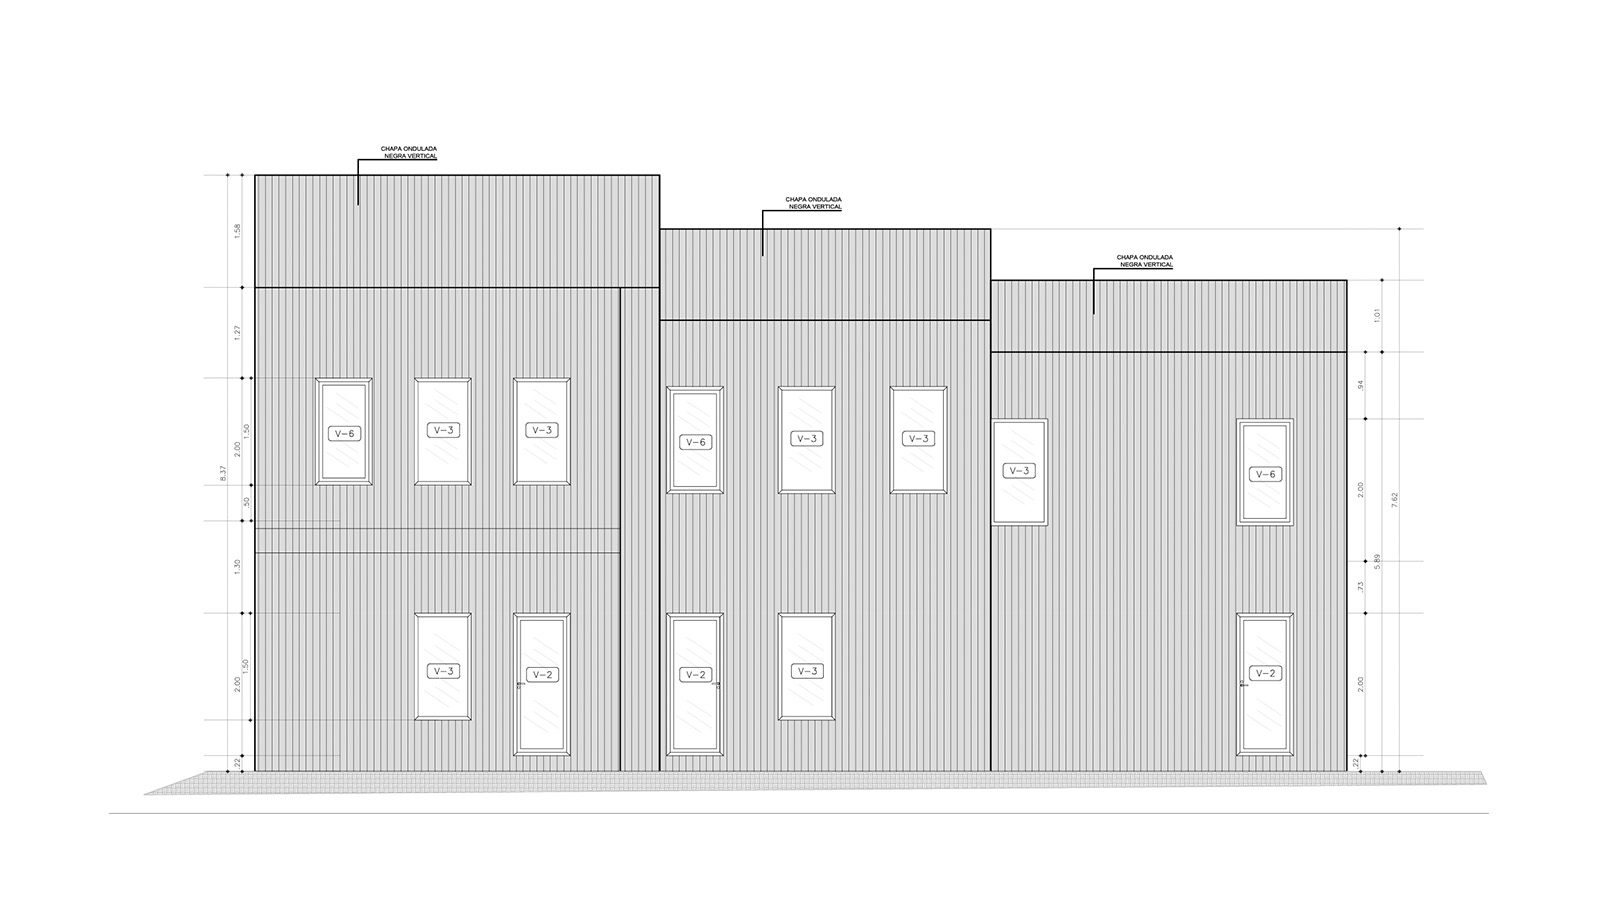 CHAPA ONDULADA
NEGRA VERTICAL
CHAPA ONDULADA
NEGRA VERTICAL
CHAPA ONDULADA
NEGRA VERTICAL
1.58
1.27
1.50
2.00
8.37
.50
1.30
1.50
2.00
.22
V-6
V-3
V-3
V-6
V-3
V-3
V-3
V-6
V-3
V-2
V-2
V-3
V-2
1.01
.94
2.00
7.62
5.89
.73
2.00
.22